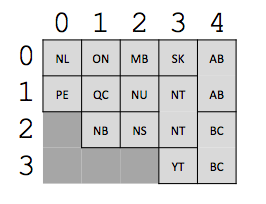 0 1 2 3 4
0 NL ON MB SK AB
1 PE QC NU NT AB
2 NB NS NT BC
3 YT BC